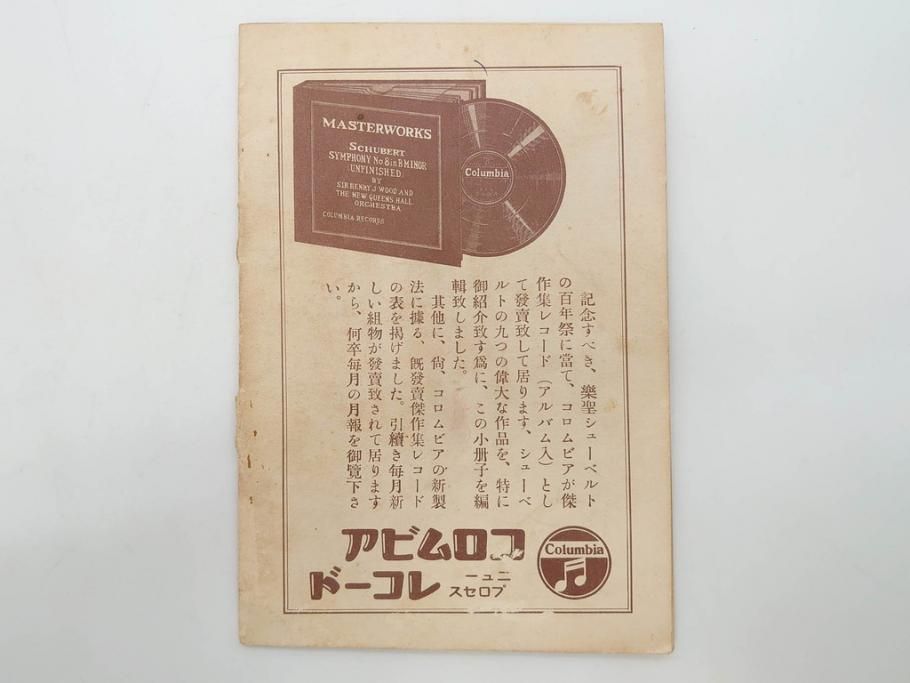 MASTERWORKS
SCHUBERT
SYMPHONY No 8 in B MINOR
(UNFINISHED)
BY
SIR HENRY J WOOD AND
THE NEW QUEENS HALL
ORCHESTRA
COLUMBIA RECORDS
Columbia
記念すべき、樂聖シューベルト
の百年祭に當て、コロムビアが傑
作集レコード（アルバム入）とし
て發賣致して居ります、シューベ
ルトの九つの偉大な作品を、特に
御紹介致す爲に、この小册子を編
輯致しました。
其他に、尙、コロムビアの新製
法に據る、既發賣傑作集レコード
の表を揭げました。引續き每月新
しい組物が發賣致されて居ります
から、何卒每月の月報を御覽下さ
い。
アビムロコ
Columbia
ドーコレ
ーュニ
スセロプ